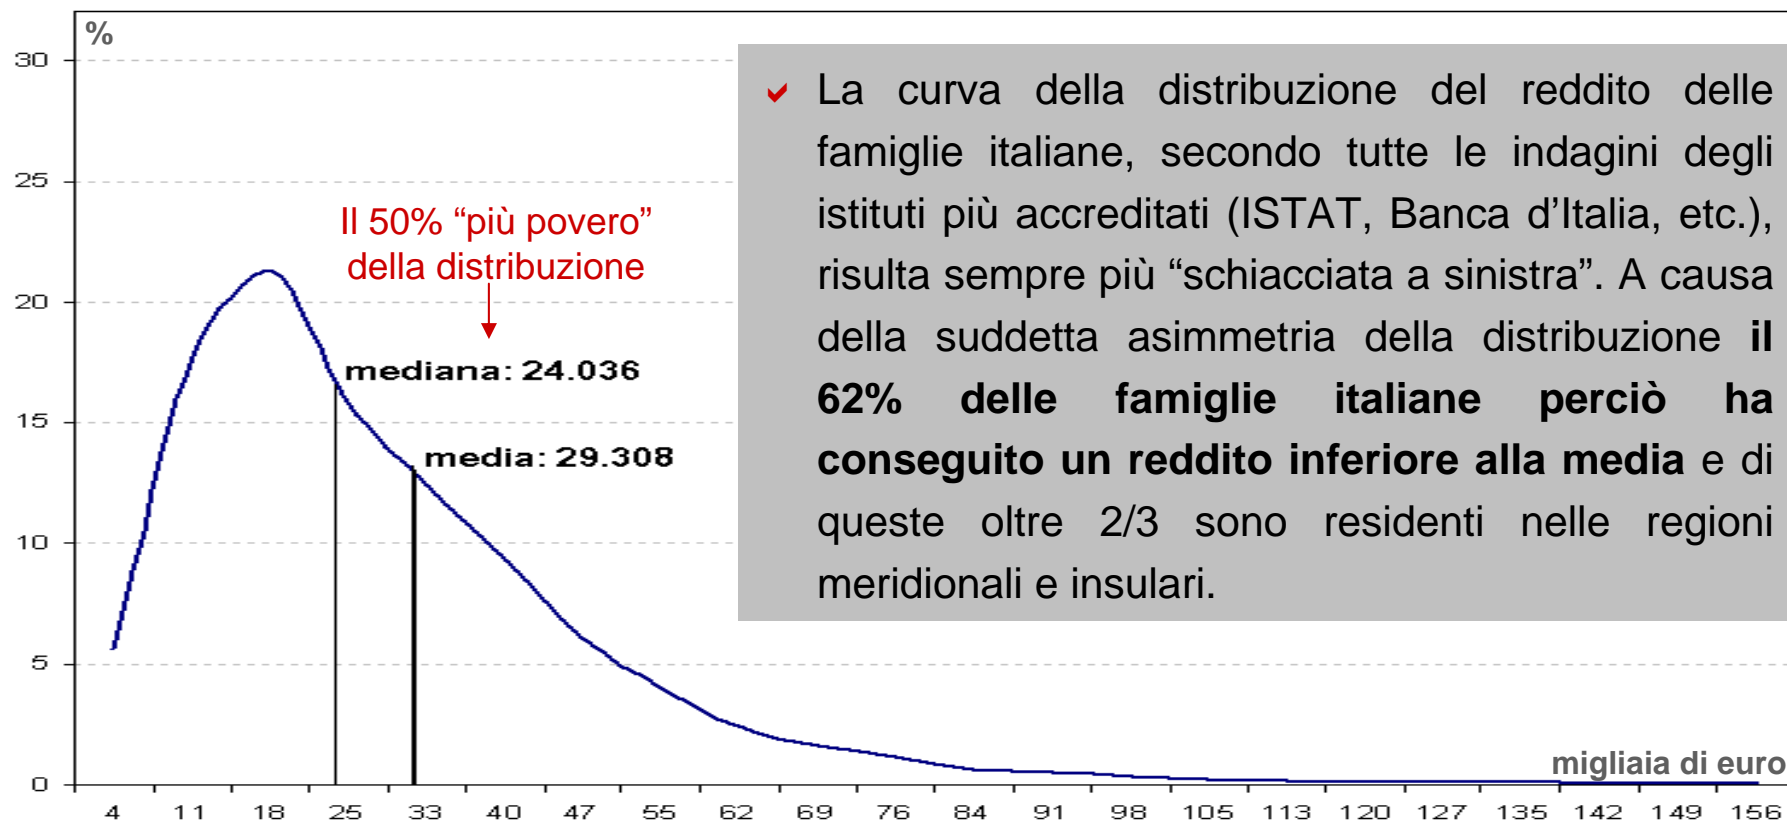 %
30
25
20
15
10
5
0
Il 50% “più povero”
della distribuzione
mediana: 24.036
media: 29.308
La curva della distribuzione del reddito delle
famiglie italiane, secondo tutte le indagini degli
istituti più accreditati (ISTAT, Banca d’Italia, etc.),
risulta sempre più “schiacciata a sinistra”. A causa
della suddetta asimmetria della distribuzione il
62% delle famiglie italiane perciò ha
conseguito un reddito inferiore alla media e di
queste oltre 2/3 sono residenti nelle regioni
meridionali e insulari.
migliaia di euro
4 11 18 25 33 40 47 55 62 69 76 84 91 98 105 113 120 127 135 142 149 156